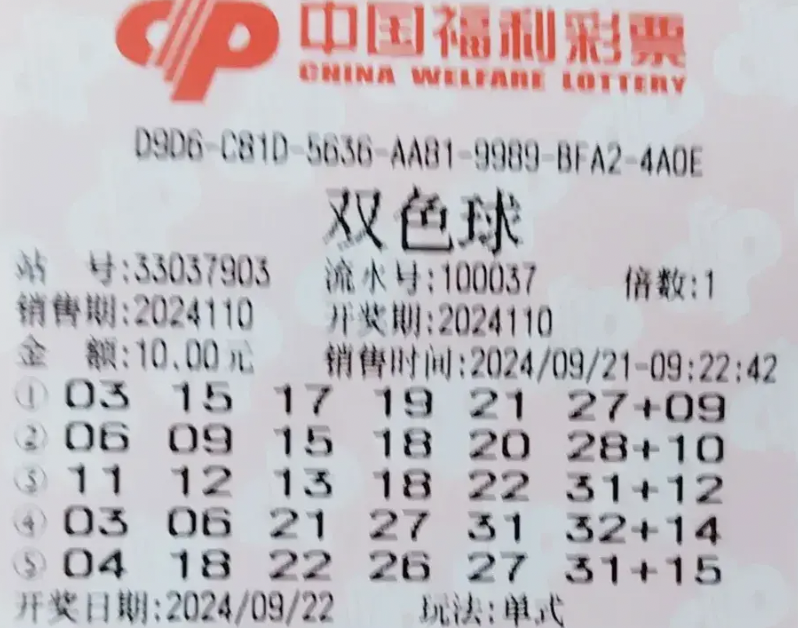 中国福利彩票
CHINA WELFARE LOTTERY
D9D6-C81D-5636-AA81-9989-BFA2-4A0E
双色球
站 号:33037903 流水号:100037 倍数:1
销售期:2024110 开奖期:2024110
金 额:10.00元 销售时间:2024/09/21-09:22:42
① 03 15 17 19 21 27+09
② 06 09 15 18 20 28+10
③ 11 12 13 18 22 31+12
④ 03 06 21 27 31 32+14
⑤ 04 18 22 26 27 31+15
开奖日期:2024/09/22 玩法:单式